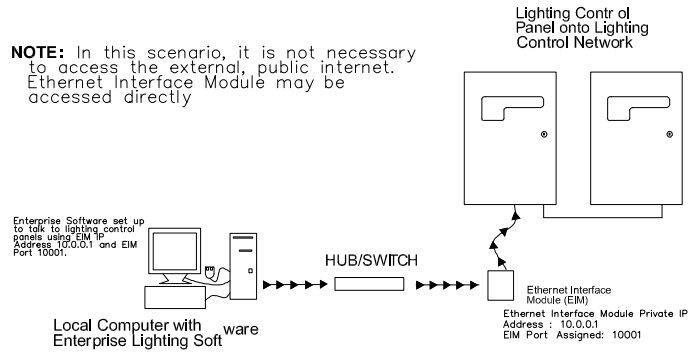 Lighting Contr ol
Panel onto Lighting
Control Network
NOTE: In this scenario, it is not necessary
to access the external, public internet.
Ethernet Interface Module may be
accessed directly
Enterprise Software set up
to talk to lighting control
panels using EIM IP
Address 10.0.0.1 and EIM
Port 10001.
HUB/SWITCH
Ethernet Interface
Module (EIM)
Ethernet Interface Module Private IP
Address : 10.0.0.1
EIM Port Assigned: 10001
Local Computer with
Enterprise Lighting Soft ware